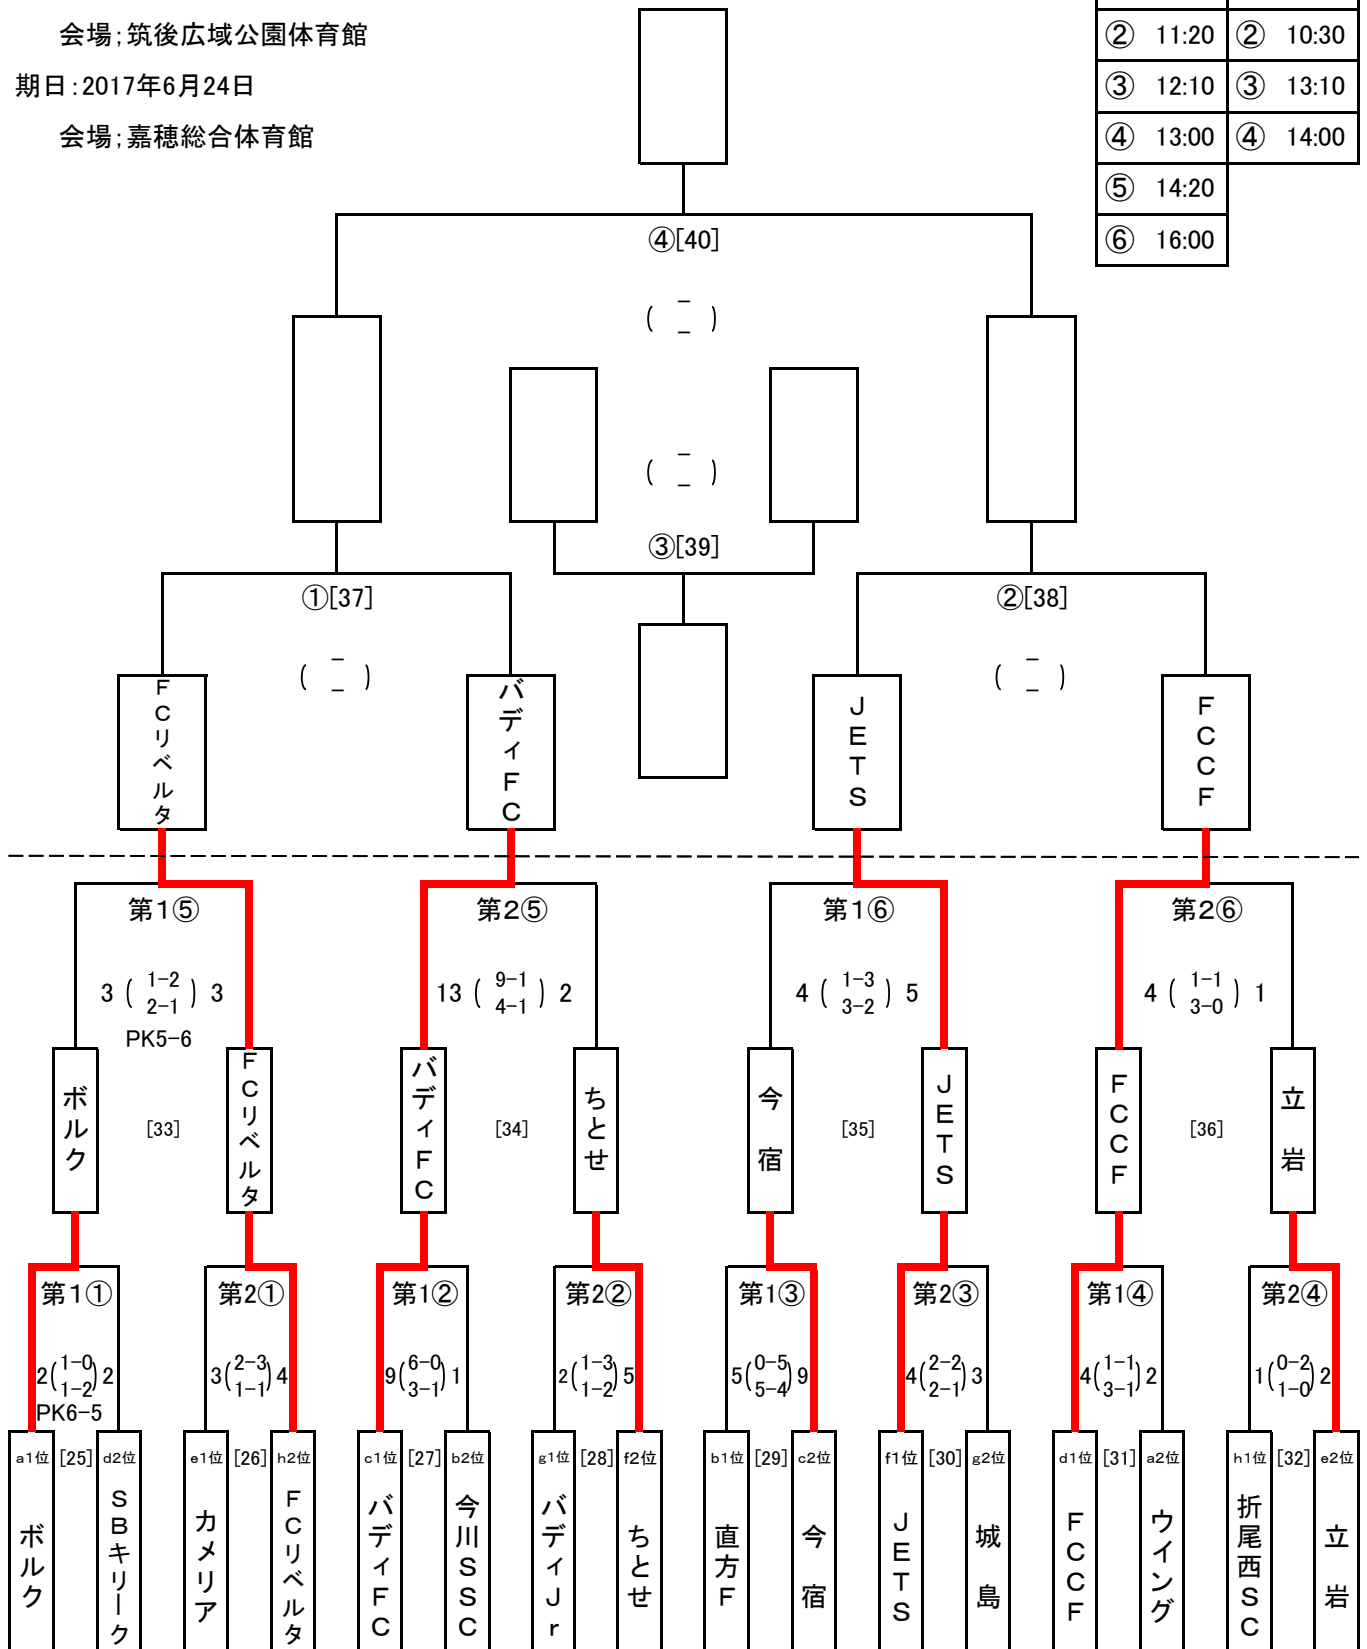 会場;筑後広域公園体育館
② 11:20 ② 10:30
期日:2017年6月24日
③ 12:10 ③ 13:10
会場;嘉穂総合体育館
④ 13:00 ④ 14:00
⑤ 14:20
⑥ 16:00
④[40]
( − − )
( − − )
③[39]
①[37]
②[38]
( − − )
( − − )
FCリベルタ
バディFC
JETS
FCCF
第1⑤
第2⑤
第1⑥
第2⑥
3 ( 1−2 2−1 ) 3
PK5−6
13 ( 9−1 4−1 ) 2
4 ( 1−3 3−2 ) 5
4 ( 1−1 3−0 ) 1
ボルク
[33]
FCリベルタ
バディFC
[34]
ちとせ
今宿
[35]
JETS
FCCF
[36]
立岩
第1①
第2①
第1②
第2②
第1③
第2③
第1④
第2④
2(1−0 1−2)2
PK6−5
3(2−3 1−1)4
9(6−0 3−1)1
2(1−3 1−2)5
5(0−5 5−4)9
4(2−2 2−1)3
4(1−1 3−1)2
1(0−2 1−0)2
a1位 [25] d2位
e1位 [26] h2位
c1位 [27] b2位
g1位 [28] f2位
b1位 [29] c2位
f1位 [30] g2位
d1位 [31] a2位
h1位 [32] e2位
ボルク
SBキリーク
カメリア
FCリベルタ
バディFC
今川SSC
バディJr
ちとせ
直方F
今宿
JETS
城島
FCCF
ウイング
折尾西SC
立岩